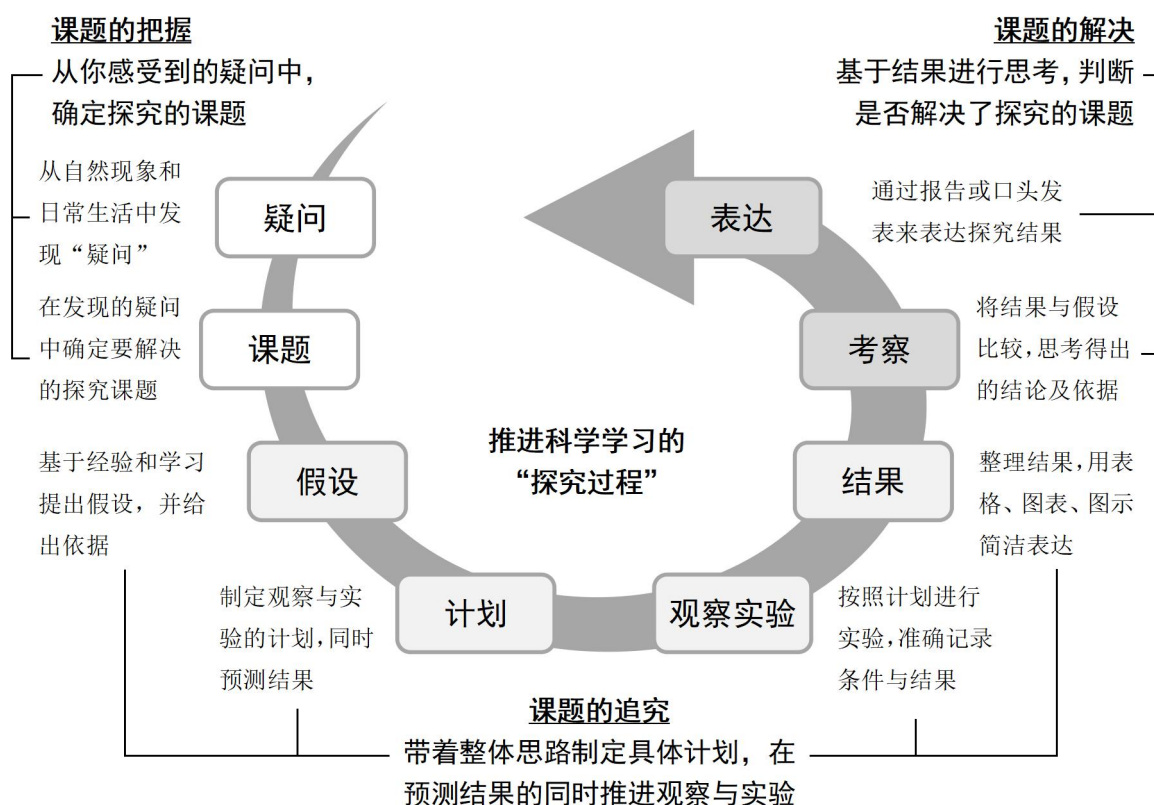 课题的把握
从你感受到的疑问中，
确定探究的课题
从自然现象和
日常生活中发
现“疑问”
在发现的疑问
中确定要解决
的探究课题
基于经验和学习
提出假设，并给
出依据
制定观察与实
验的计划，同时
预测结果
疑问
课题
假设
计划
观察实验
结果
考察
表达
推进科学学习的
“探究过程”
课题的追究
带着整体思路制定具体计划，在
预测结果的同时推进观察与实验
按照计划进行
实验，准确记录
条件与结果
整理结果，用表
格、图表、图示
简洁表达
将结果与假设
比较，思考得出
的结论及依据
通过报告或口头发
表来表达探究结果
课题的解决
基于结果进行思考，判断
是否解决了探究的课题